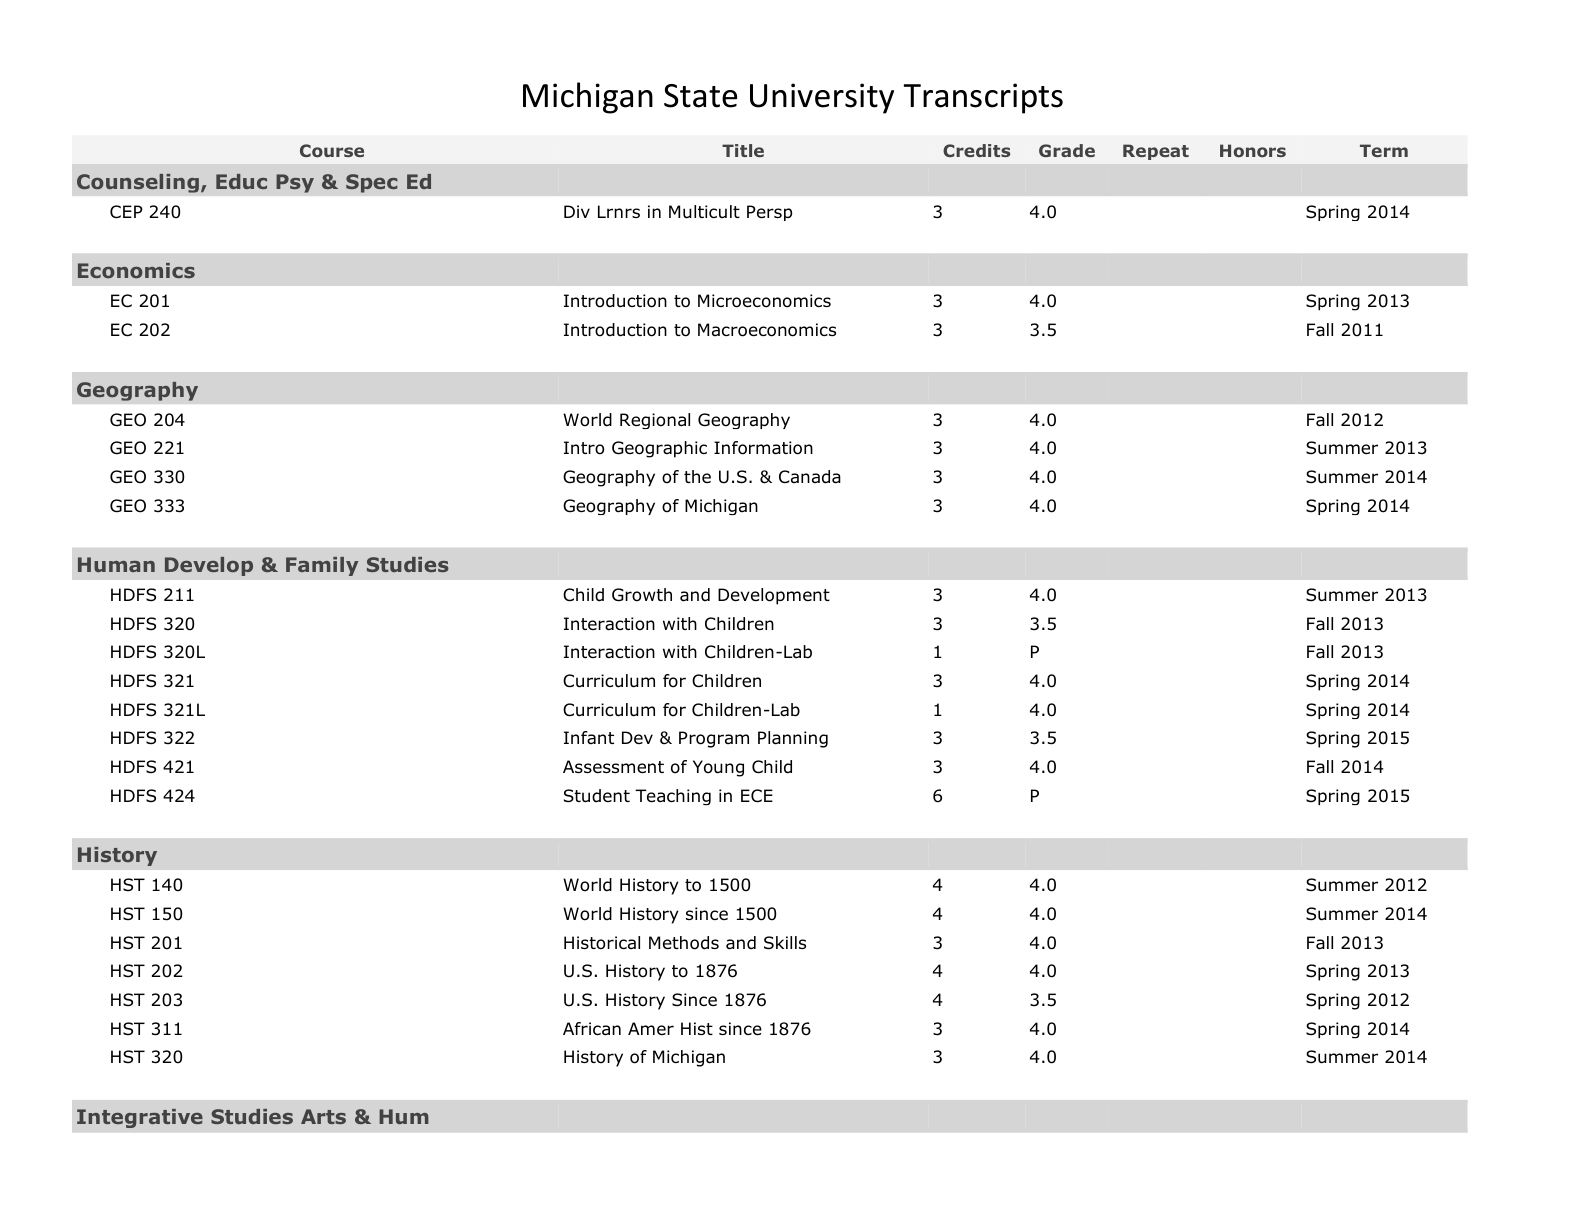 Michigan State University Transcripts
Course Title Credits Grade Repeat Honors Term
Counseling, Educ Psy & Spec Ed
CEP 240 Div Lrnrs in Multicult Persp 3 4.0 Spring 2014
Economics
EC 201 Introduction to Microeconomics 3 4.0 Spring 2013
EC 202 Introduction to Macroeconomics 3 3.5 Fall 2011
Geography
GEO 204 World Regional Geography 3 4.0 Fall 2012
GEO 221 Intro Geographic Information 3 4.0 Summer 2013
GEO 330 Geography of the U.S. & Canada 3 4.0 Summer 2014
GEO 333 Geography of Michigan 3 4.0 Spring 2014
Human Develop & Family Studies
HDFS 211 Child Growth and Development 3 4.0 Summer 2013
HDFS 320 Interaction with Children 3 3.5 Fall 2013
HDFS 320L Interaction with Children-Lab 1 P Fall 2013
HDFS 321 Curriculum for Children 3 4.0 Spring 2014
HDFS 321L Curriculum for Children-Lab 1 4.0 Spring 2014
HDFS 322 Infant Dev & Program Planning 3 3.5 Spring 2015
HDFS 421 Assessment of Young Child 3 4.0 Fall 2014
HDFS 424 Student Teaching in ECE 6 P Spring 2015
History
HST 140 World History to 1500 4 4.0 Summer 2012
HST 150 World History since 1500 4 4.0 Summer 2014
HST 201 Historical Methods and Skills 3 4.0 Fall 2013
HST 202 U.S. History to 1876 4 4.0 Spring 2013
HST 203 U.S. History Since 1876 4 3.5 Spring 2012
HST 311 African Amer Hist since 1876 3 4.0 Spring 2014
HST 320 History of Michigan 3 4.0 Summer 2014
Integrative Studies Arts & Hum